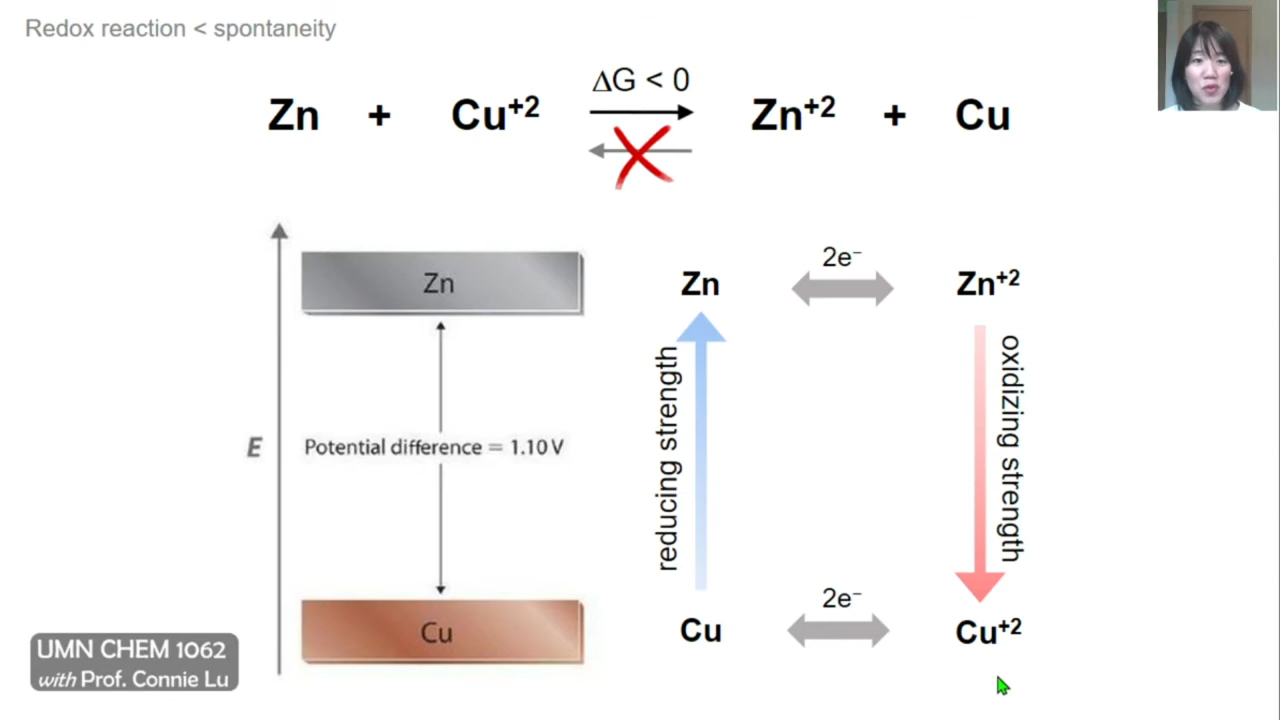 Redox reaction < spontaneity
ΔG < 0
Zn + Cu⁺² Zn⁺² + Cu
Zn
E
Potential difference = 1.10 V
Cu
Zn 2e⁻ Zn⁺²
reducing strength
oxidizing strength
Cu 2e⁻ Cu⁺²
UMN CHEM 1062
with Prof. Connie Lu